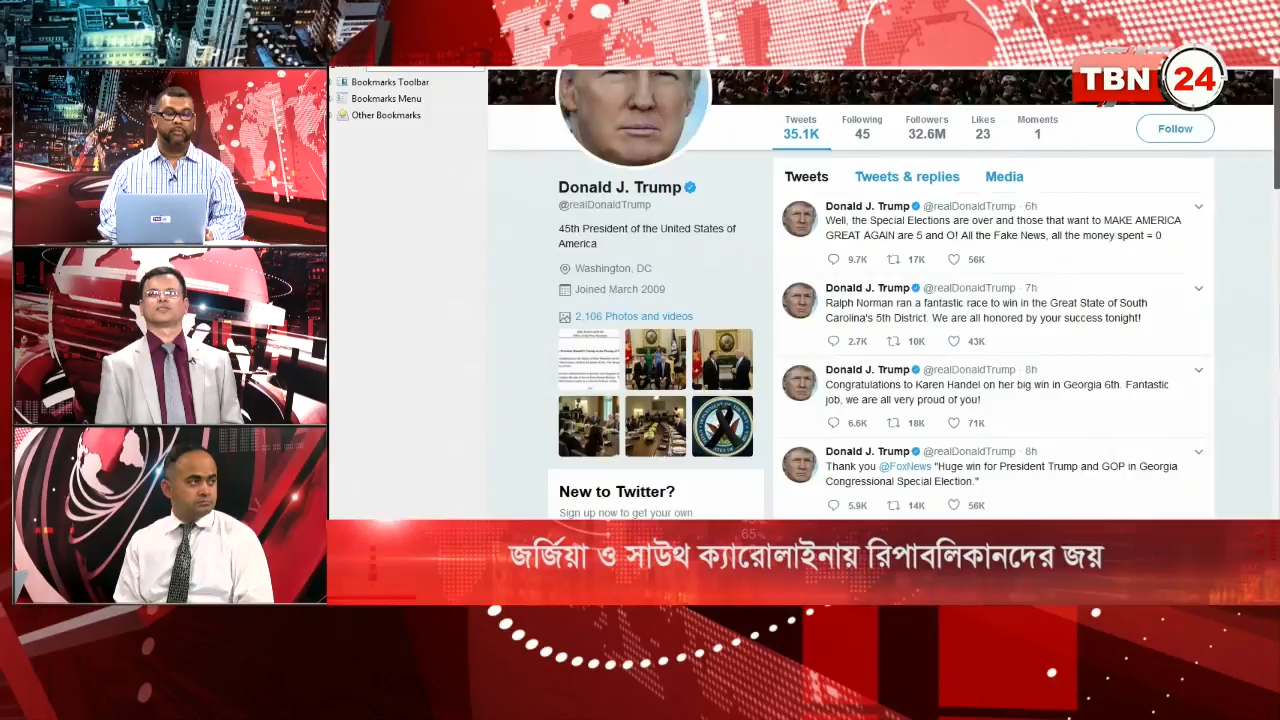 TBN 24
Bookmarks Toolbar
Bookmarks Menu
Other Bookmarks
Tweets Following Followers Likes Moments
35.1K 45 32.6M 23 1
Follow
Donald J. Trump
@realDonaldTrump
45th President of the United States of
America
Washington, DC
Joined March 2009
2,106 Photos and videos
New to Twitter?
Sign up now to get your own
Tweets Tweets & replies Media
Donald J. Trump @realDonaldTrump · 6h
Well, the Special Elections are over and those that want to MAKE AMERICA
GREAT AGAIN are 5 and O! All the Fake News, all the money spent = 0
9.7K 17K 56K
Donald J. Trump @realDonaldTrump · 7h
Ralph Norman ran a fantastic race to win in the Great State of South
Carolina's 5th District. We are all honored by your success tonight!
2.7K 10K 43K
Donald J. Trump @realDonaldTrump · 8h
Congratulations to Karen Handel on her big win in Georgia 6th. Fantastic
job, we are all very proud of you!
6.6K 18K 71K
Donald J. Trump @realDonaldTrump · 8h
Thank you @FoxNews "Huge win for President Trump and GOP in Georgia
Congressional Special Election."
5.9K 14K 56K
65%
জর্জিয়া ও সাউথ ক্যারোলাইনায় রিপাবলিকানদের জয়